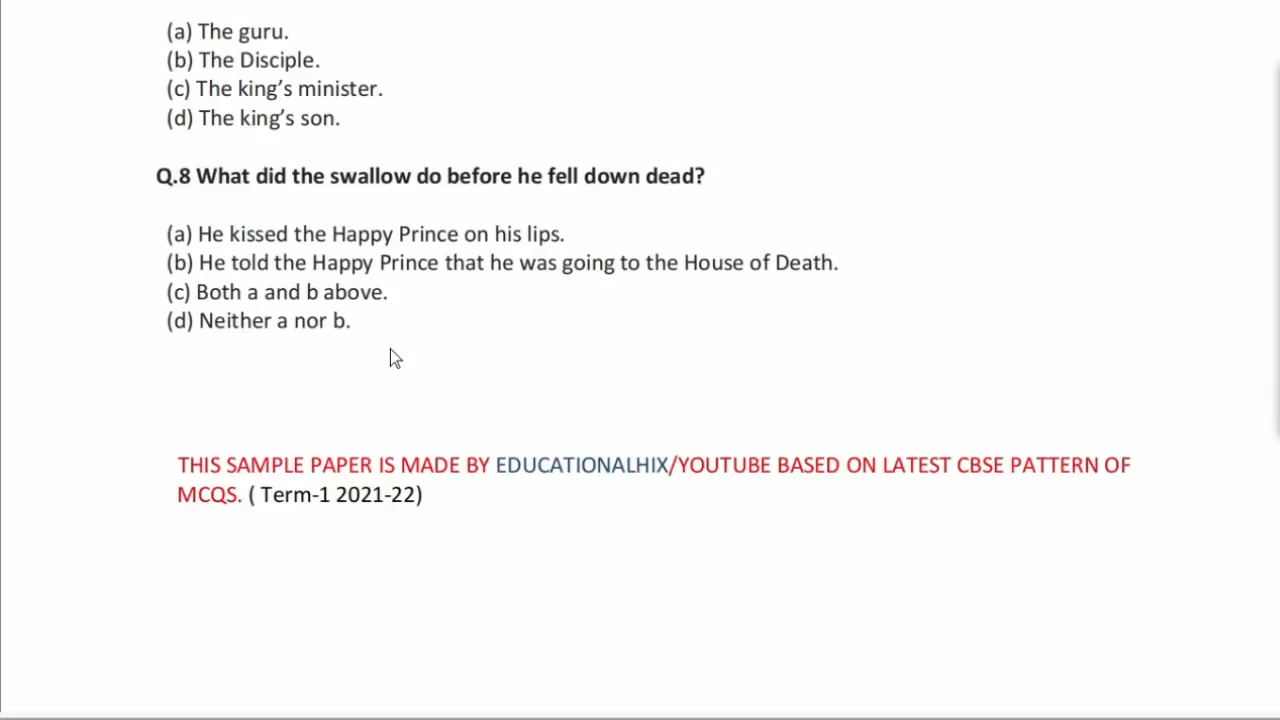 (a) The guru.
(b) The Disciple.
(c) The king’s minister.
(d) The king’s son.
Q.8 What did the swallow do before he fell down dead?
(a) He kissed the Happy Prince on his lips.
(b) He told the Happy Prince that he was going to the House of Death.
(c) Both a and b above.
(d) Neither a nor b.
THIS SAMPLE PAPER IS MADE BY EDUCATIONALHIX/YOUTUBE BASED ON LATEST CBSE PATTERN OF
MCQS. ( Term-1 2021-22)